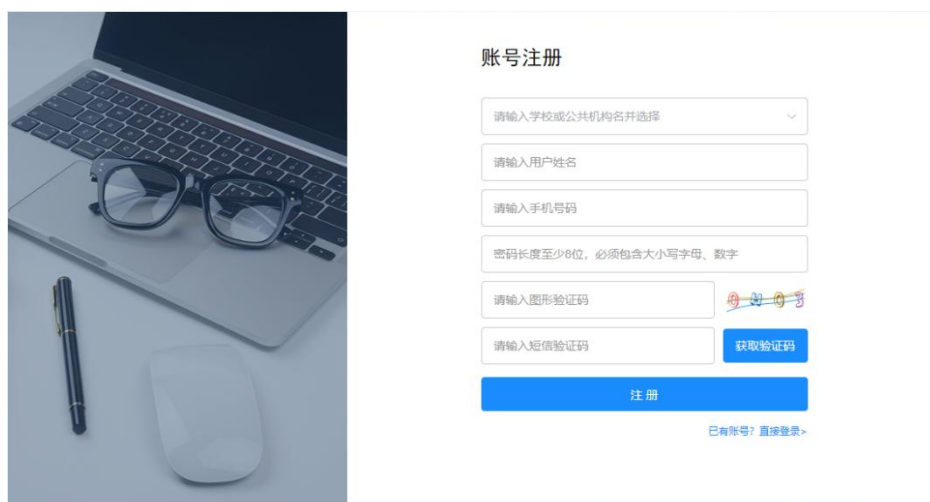 账号注册
请输入学校或公共机构名并选择
请输入用户姓名
请输入手机号码
密码长度至少8位，必须包含大小写字母、数字
请输入图形验证码
请输入短信验证码
获取验证码
注 册
已有账号？直接登录>